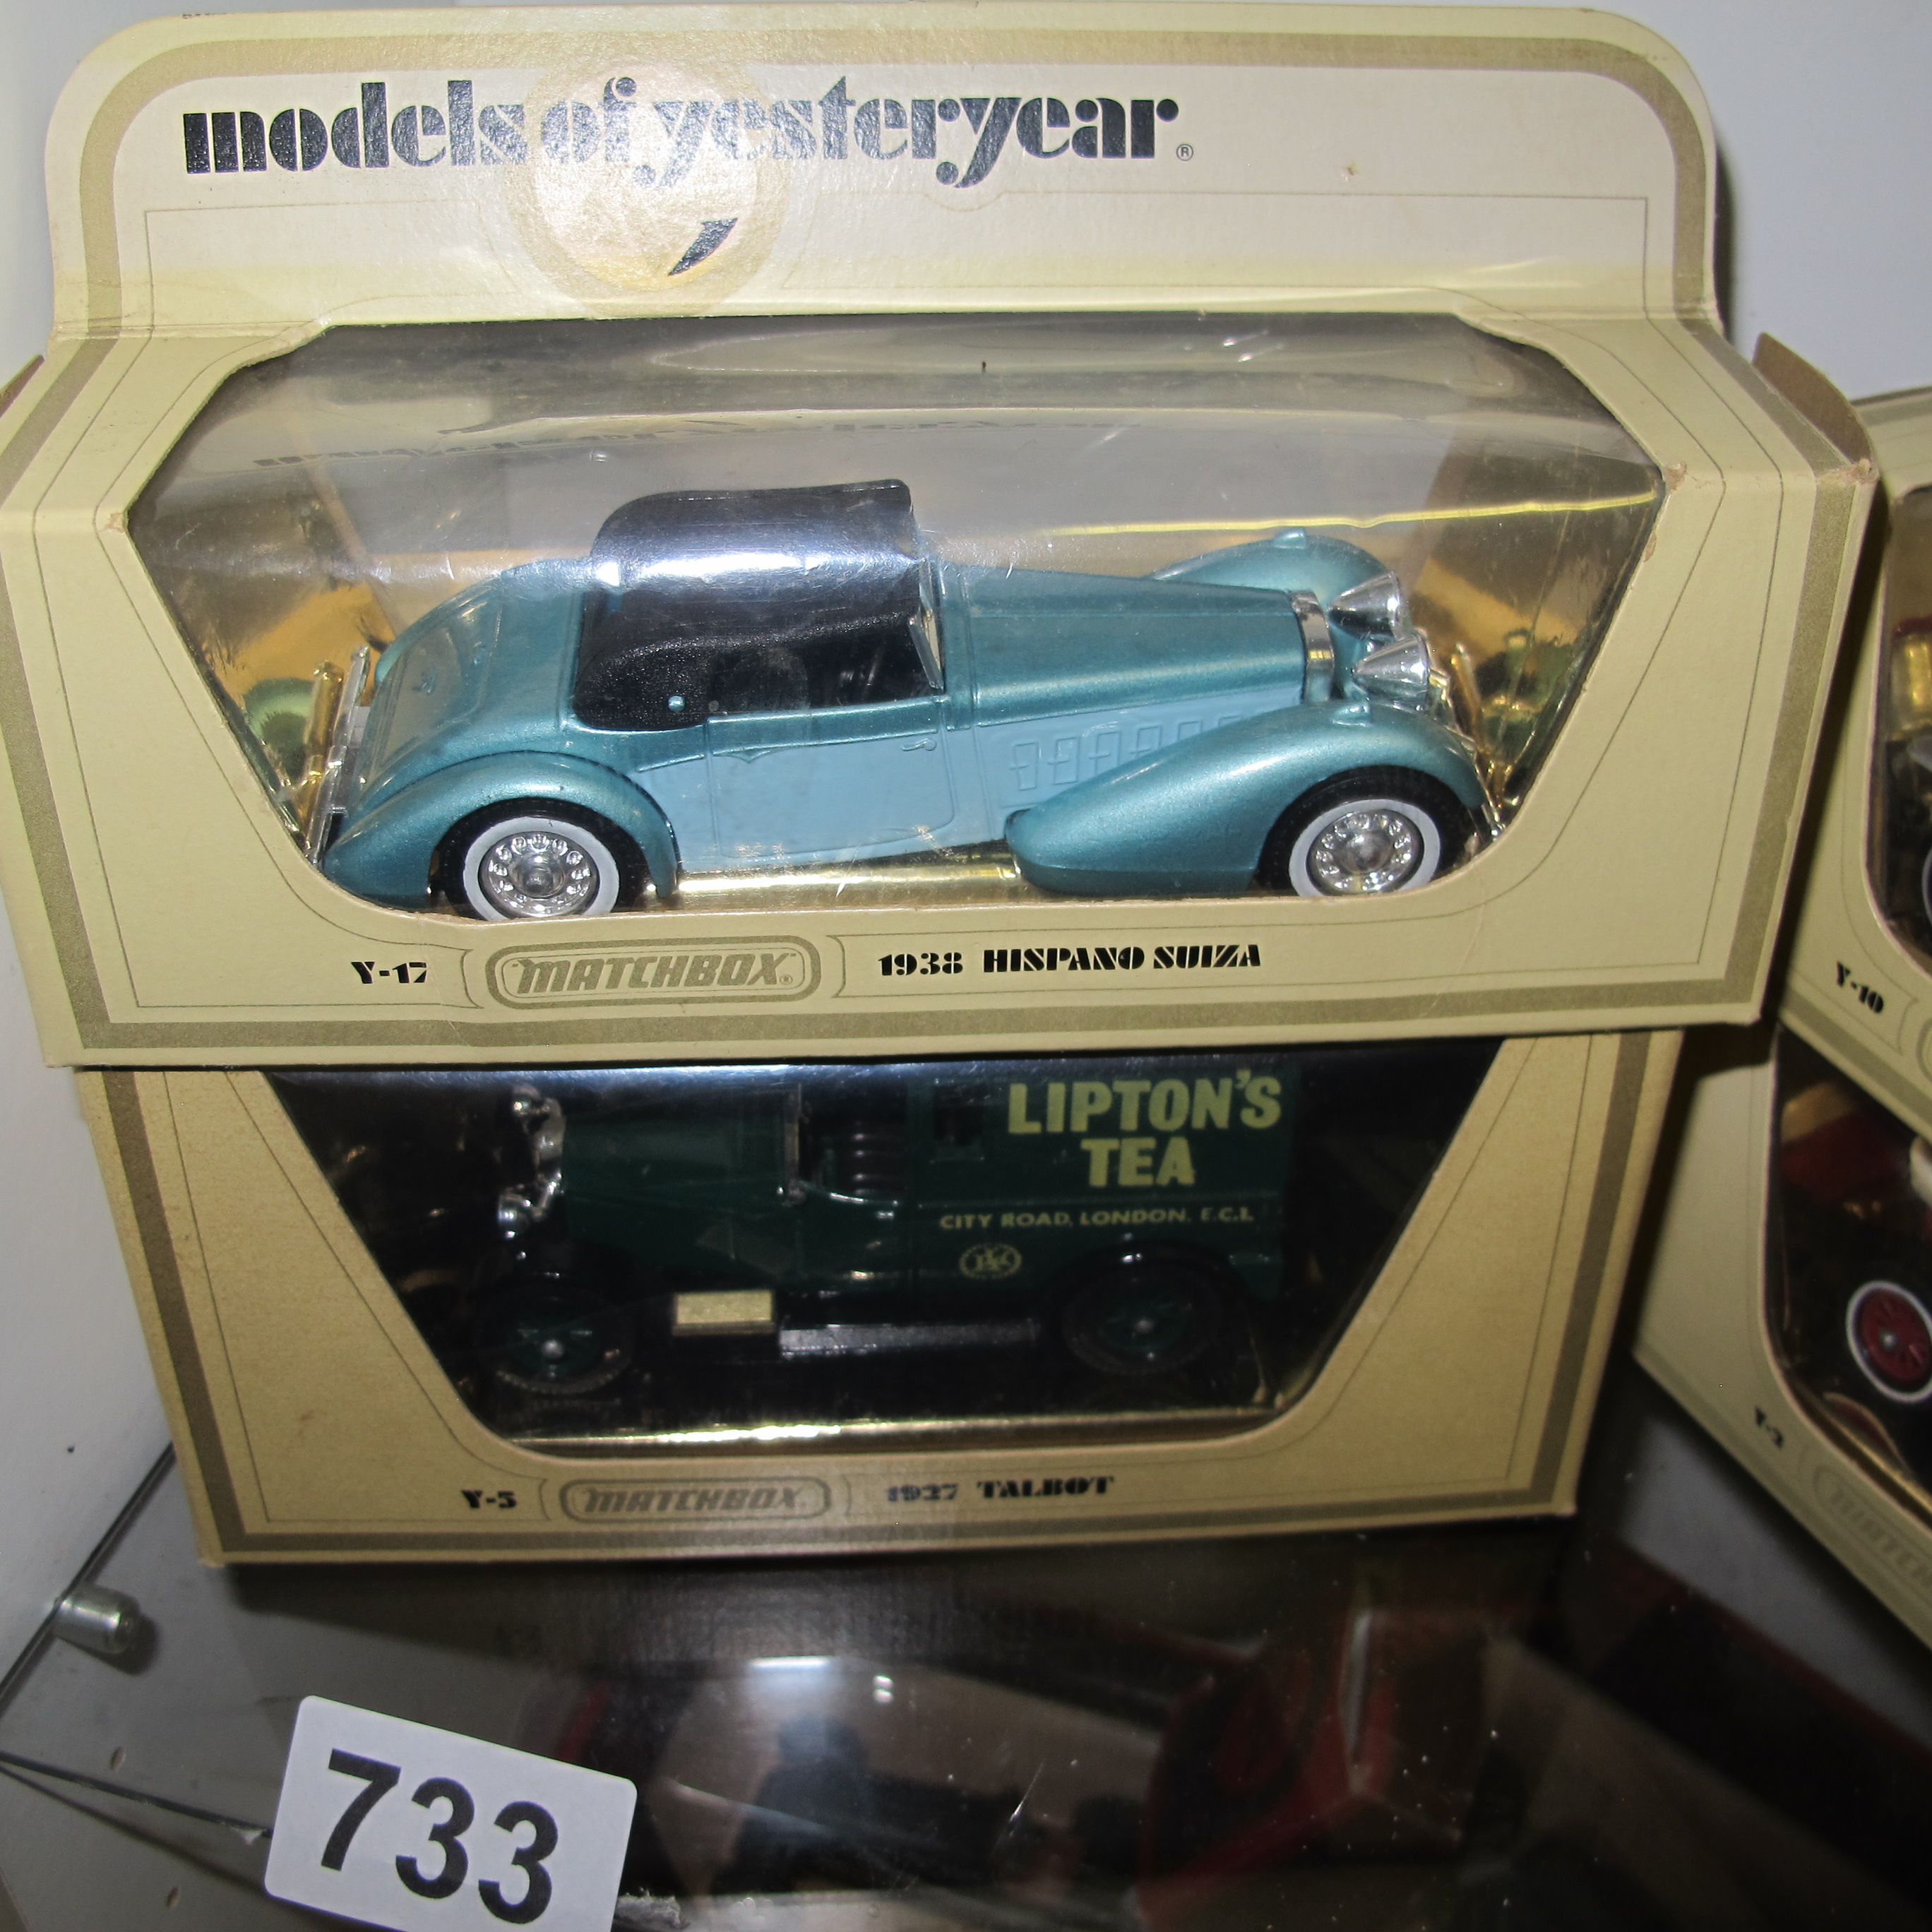 models of yesteryear®
Y-17 MATCHBOX® 1938 HISPANO SUIZA
LIPTON'S
TEA
CITY ROAD, LONDON. E.C.1.
Y-5 MATCHBOX 1927 TALBOT
Y-10
Y-2
733